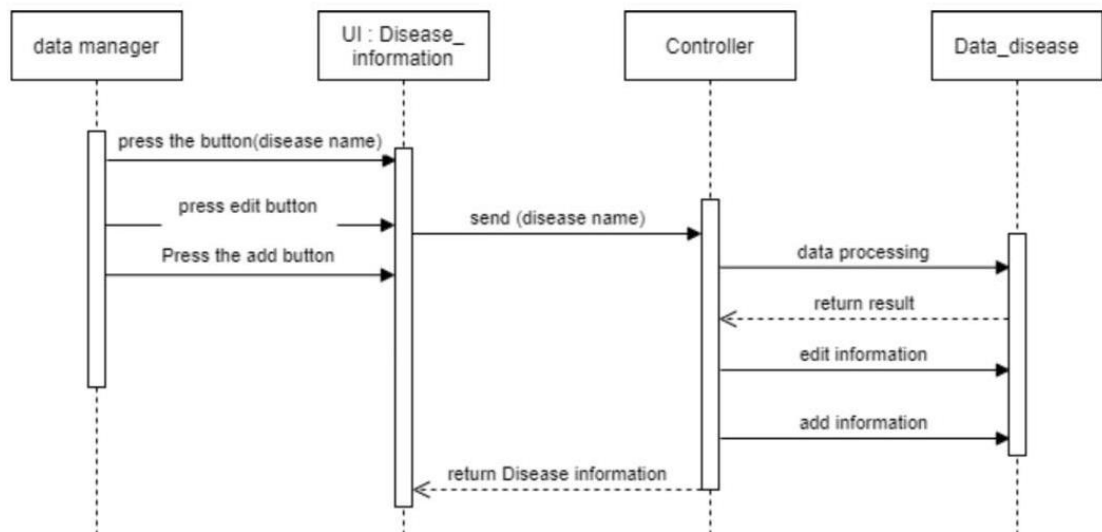 data manager
UI : Disease_
information
Controller
Data_disease
press the button(disease name)
press edit button
send (disease name)
Press the add button
data processing
return result
edit information
add information
return Disease information